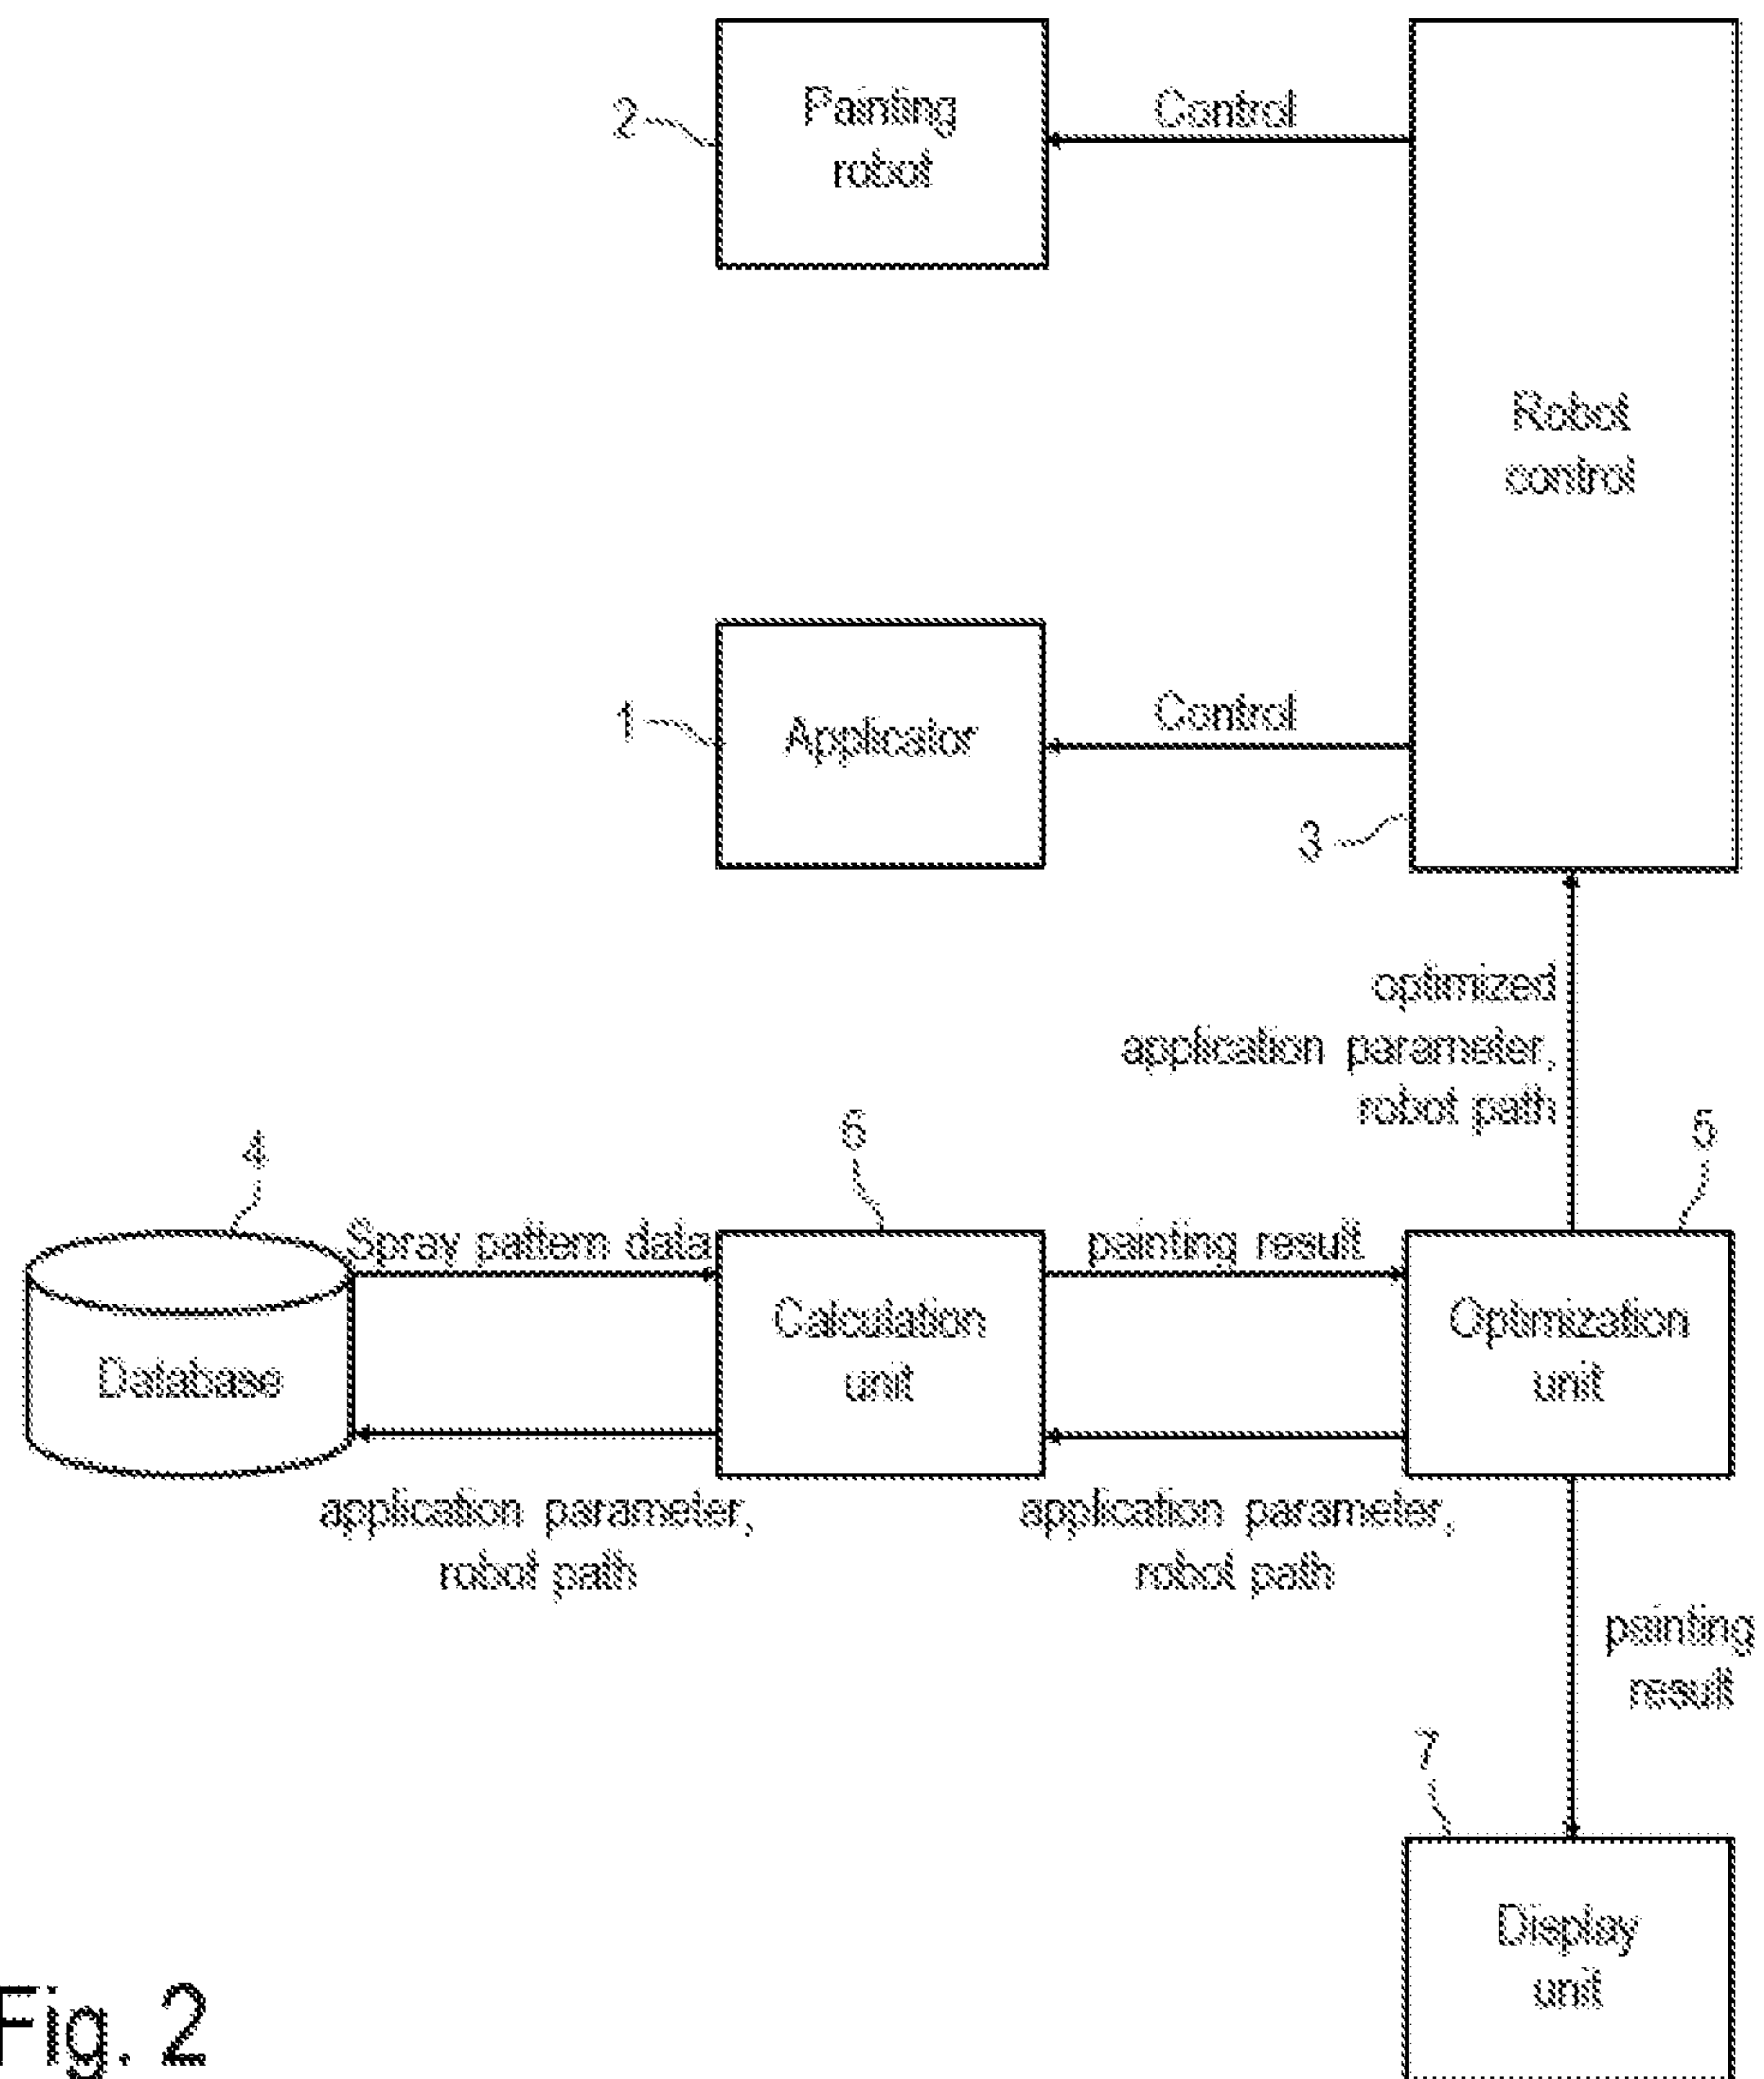 Painting
robot
2
Control
Robot
control
1
Applicator
Control
3
optimized
application parameter,
robot path
4
6
5
Spray pattern data
painting result
Database
Calculation
unit
Optimization
unit
application parameter,
robot path
application parameter,
robot path
painting
result
7
Display
unit
Fig. 2